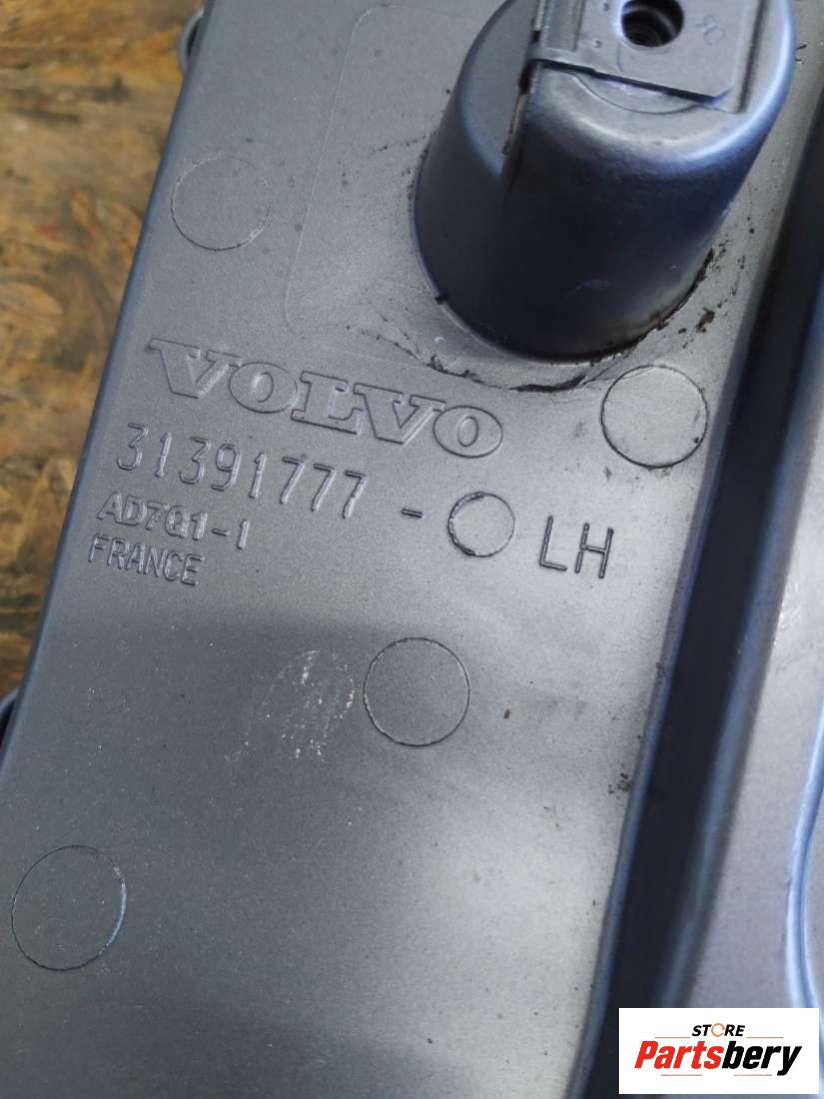 VOLVO
31391777 - LH
AD7Q1-1
FRANCE
STORE
Partsbery